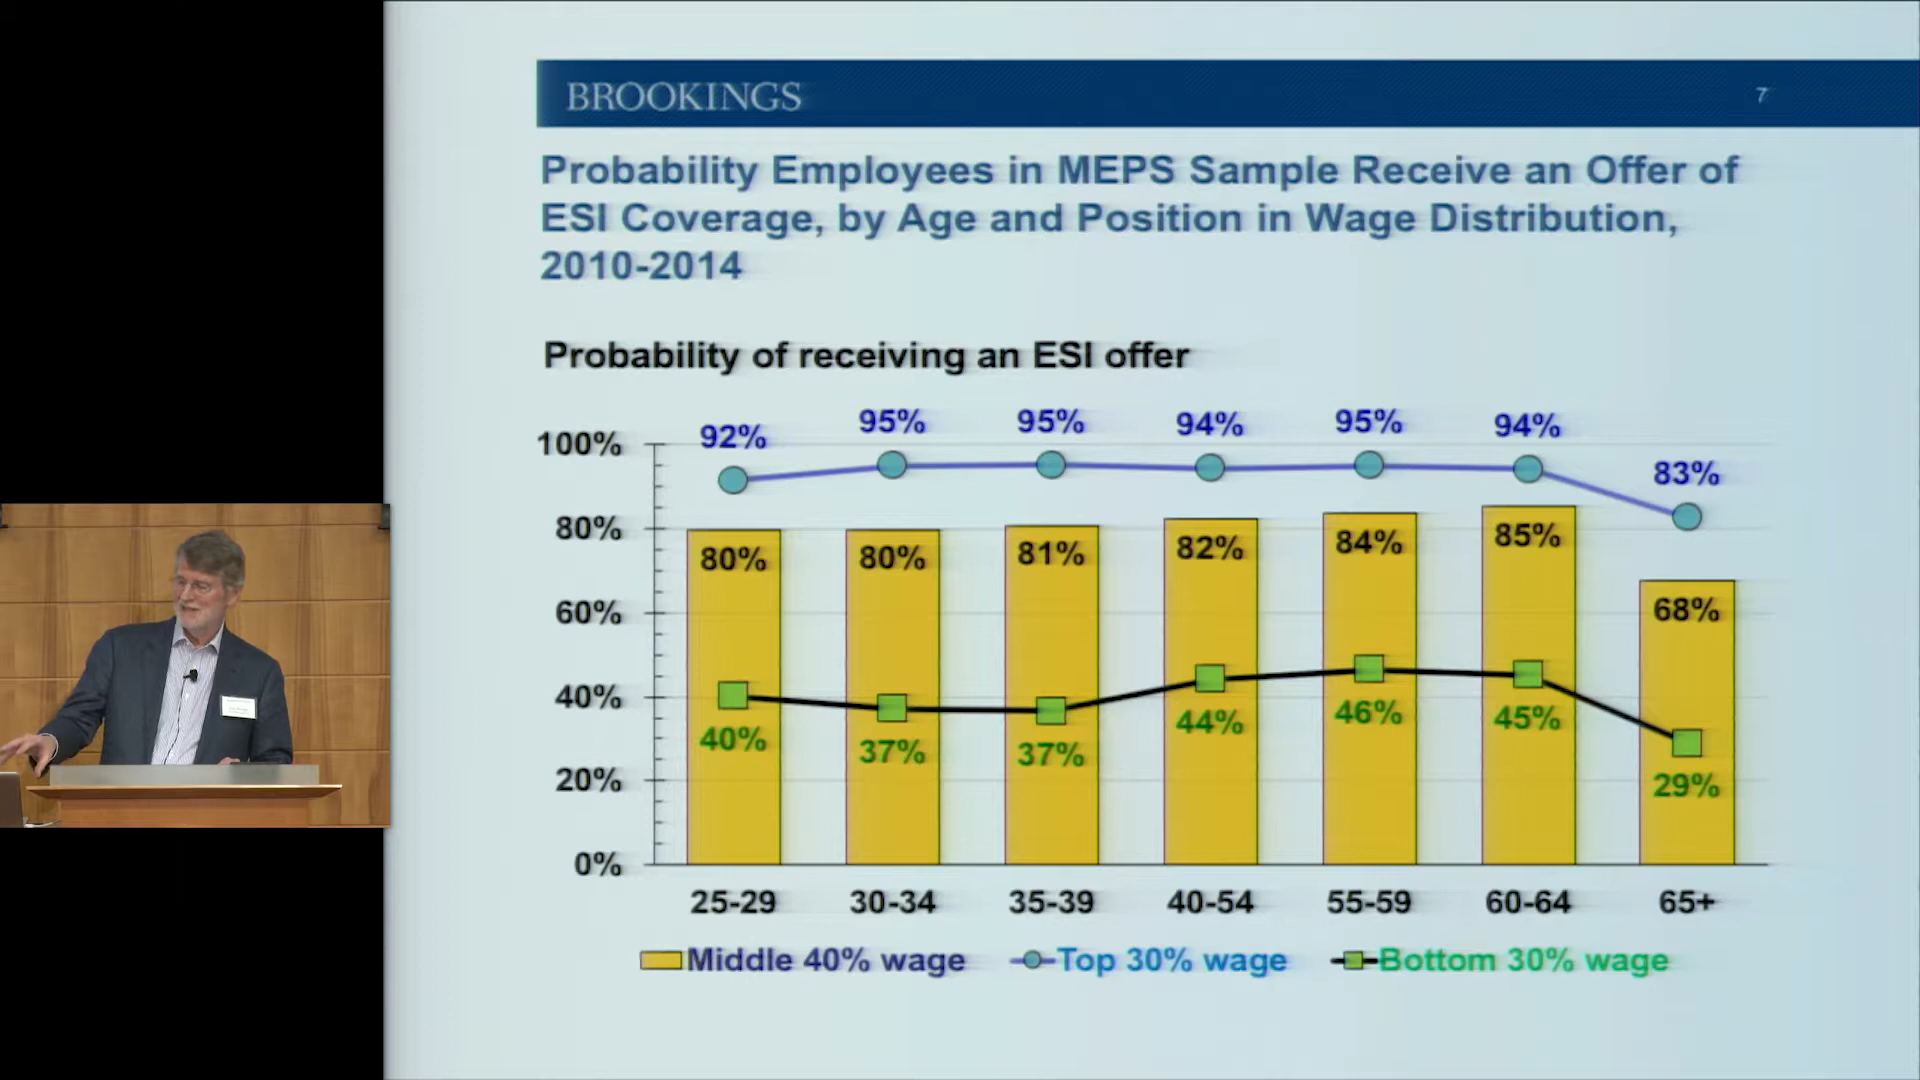 BROOKINGS
7
Probability Employees in MEPS Sample Receive an Offer of
ESI Coverage, by Age and Position in Wage Distribution,
2010-2014
Probability of receiving an ESI offer
100%
80%
60%
40%
20%
0%
92% 95% 95% 94% 95% 94% 83%
80% 80% 81% 82% 84% 85% 68%
40% 37% 37% 44% 46% 45% 29%
25-29 30-34 35-39 40-54 55-59 60-64 65+
Middle 40% wage Top 30% wage Bottom 30% wage